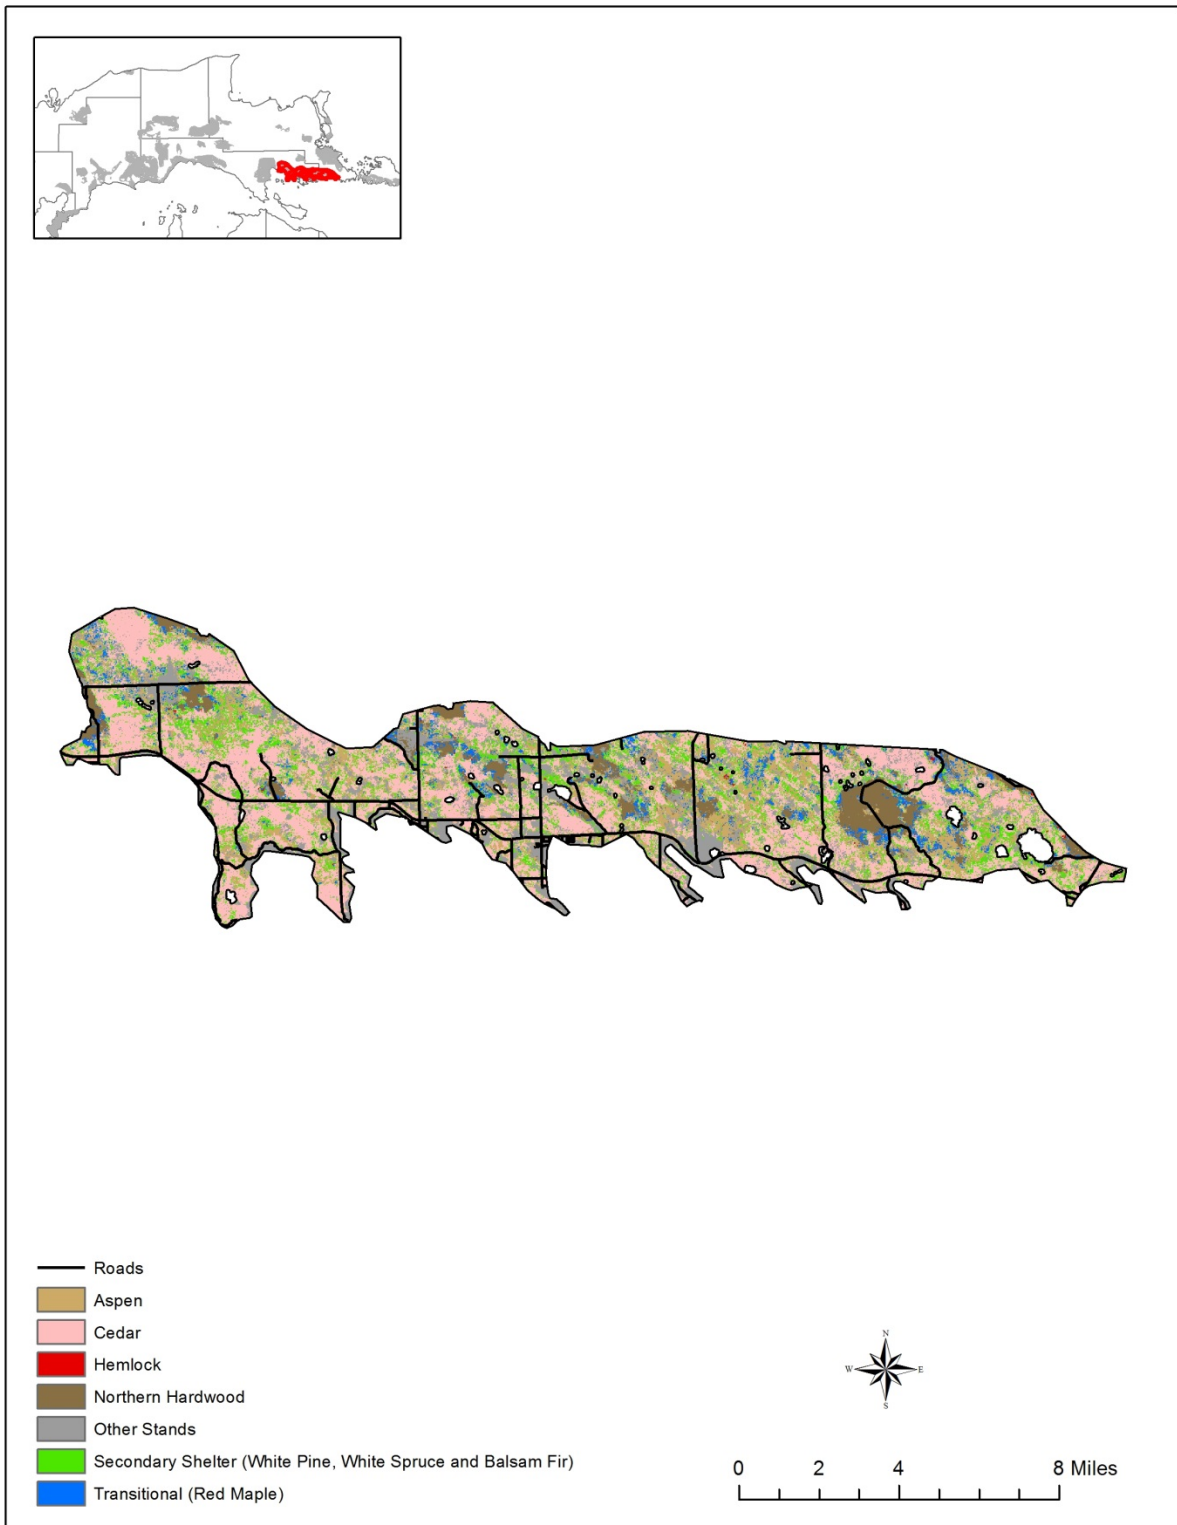 Roads
Aspen
Cedar
Hemlock
Northern Hardwood
Other Stands
Secondary Shelter (White Pine, White Spruce and Balsam Fir)
Transitional (Red Maple)
N
W E
S
0 2 4 8 Miles